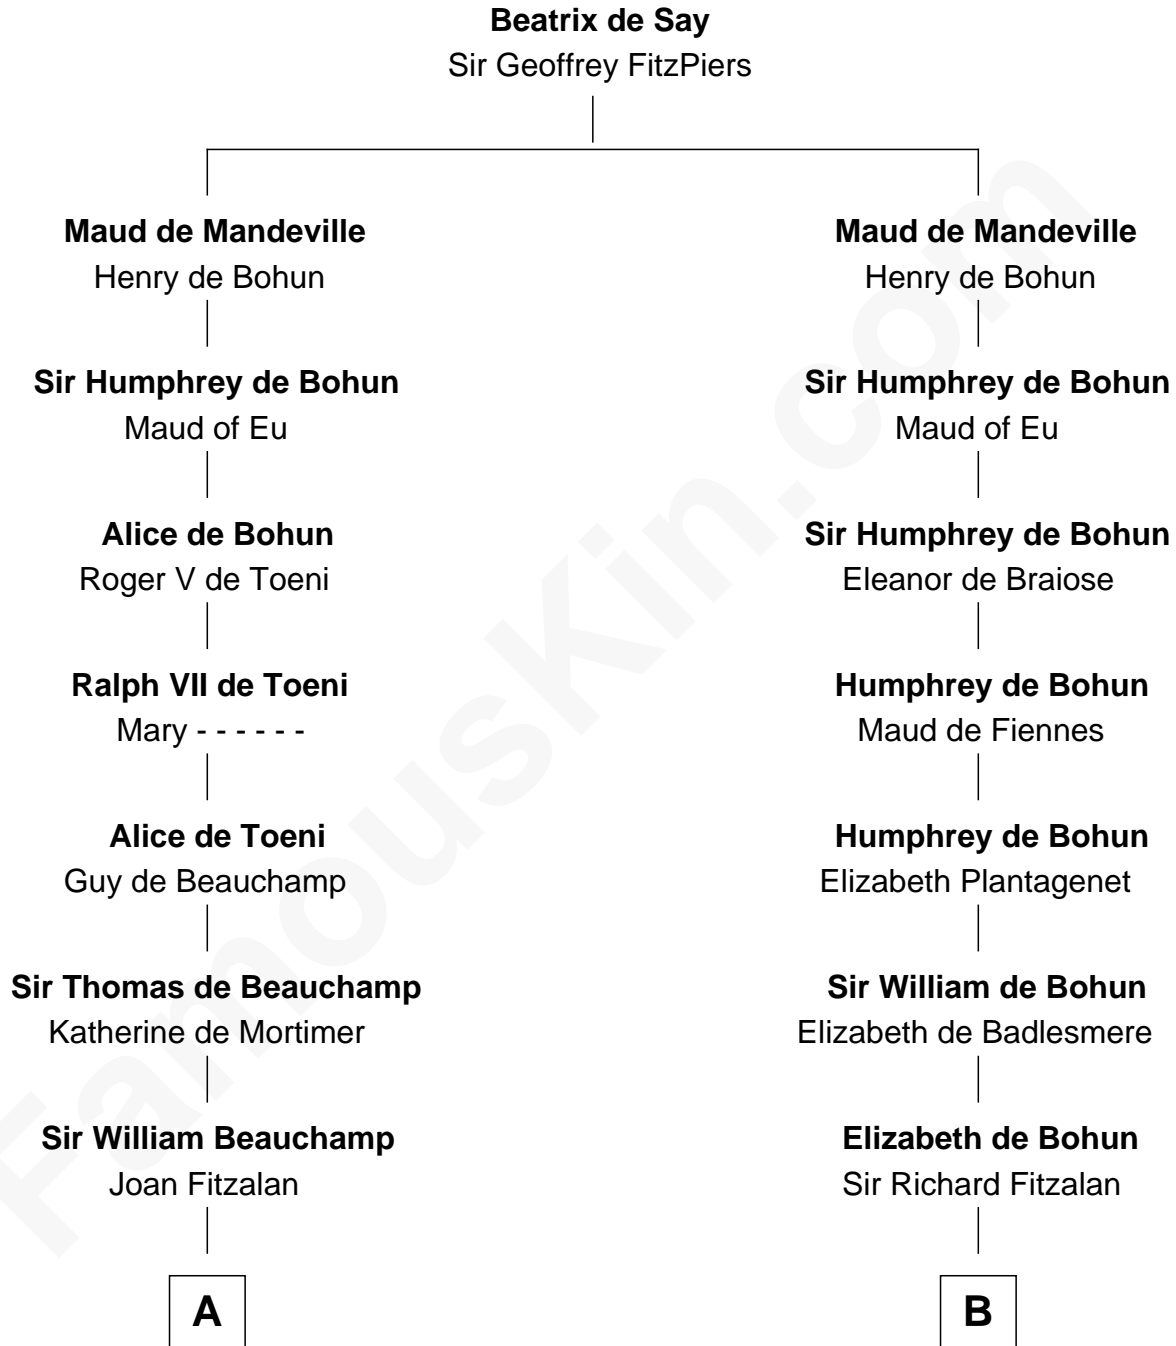 Beatrix de Say
Sir Geoffrey FitzPiers
Maud de Mandeville
Henry de Bohun
Sir Humphrey de Bohun
Maud of Eu
Alice de Bohun
Roger V de Toeni
Ralph VII de Toeni
Mary - - - - - -
Alice de Toeni
Guy de Beauchamp
Sir Thomas de Beauchamp
Katherine de Mortimer
Sir William Beauchamp
Joan Fitzalan
A
Maud de Mandeville
Henry de Bohun
Sir Humphrey de Bohun
Maud of Eu
Sir Humphrey de Bohun
Eleanor de Braiose
Humphrey de Bohun
Maud de Fiennes
Humphrey de Bohun
Elizabeth Plantagenet
Sir William de Bohun
Elizabeth de Badlesmere
Elizabeth de Bohun
Sir Richard Fitzalan
B
FamousKin.com